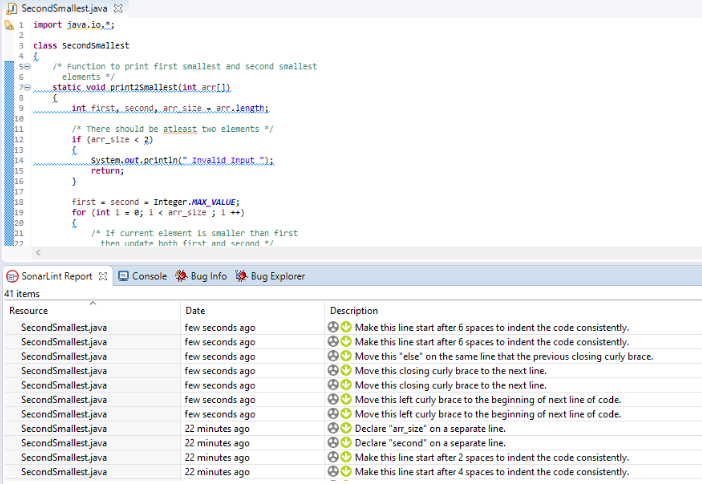 SecondSmallest.java
1 import java.io.*;
2
3 class SecondSmallest
4 {
5 /* Function to print first smallest and second smallest
6 elements */
7 static void print2Smallest(int arr[])
8 {
9 int first, second, arr_size = arr.length;
10
11 /* There should be atleast two elements */
12 if (arr_size < 2)
13 {
14 System.out.println(" Invalid Input ");
15 return;
16 }
17
18 first = second = Integer.MAX_VALUE;
19 for (int i = 0; i < arr_size ; i ++)
20 {
21 /* If current element is smaller than first
22 then update both first and second */
SonarLint Report Console Bug Info Bug Explorer
41 items
Resource Date Description
SecondSmallest.java few seconds ago Make this line start after 6 spaces to indent the code consistently.
SecondSmallest.java few seconds ago Make this line start after 6 spaces to indent the code consistently.
SecondSmallest.java few seconds ago Move this "else" on the same line that the previous closing curly brace.
SecondSmallest.java few seconds ago Move this closing curly brace to the next line.
SecondSmallest.java few seconds ago Move this closing curly brace to the next line.
SecondSmallest.java few seconds ago Move this left curly brace to the beginning of next line of code.
SecondSmallest.java few seconds ago Move this left curly brace to the beginning of next line of code.
SecondSmallest.java 22 minutes ago Declare "arr_size" on a separate line.
SecondSmallest.java 22 minutes ago Declare "second" on a separate line.
SecondSmallest.java 22 minutes ago Make this line start after 2 spaces to indent the code consistently.
SecondSmallest.java 22 minutes ago Make this line start after 4 spaces to indent the code consistently.